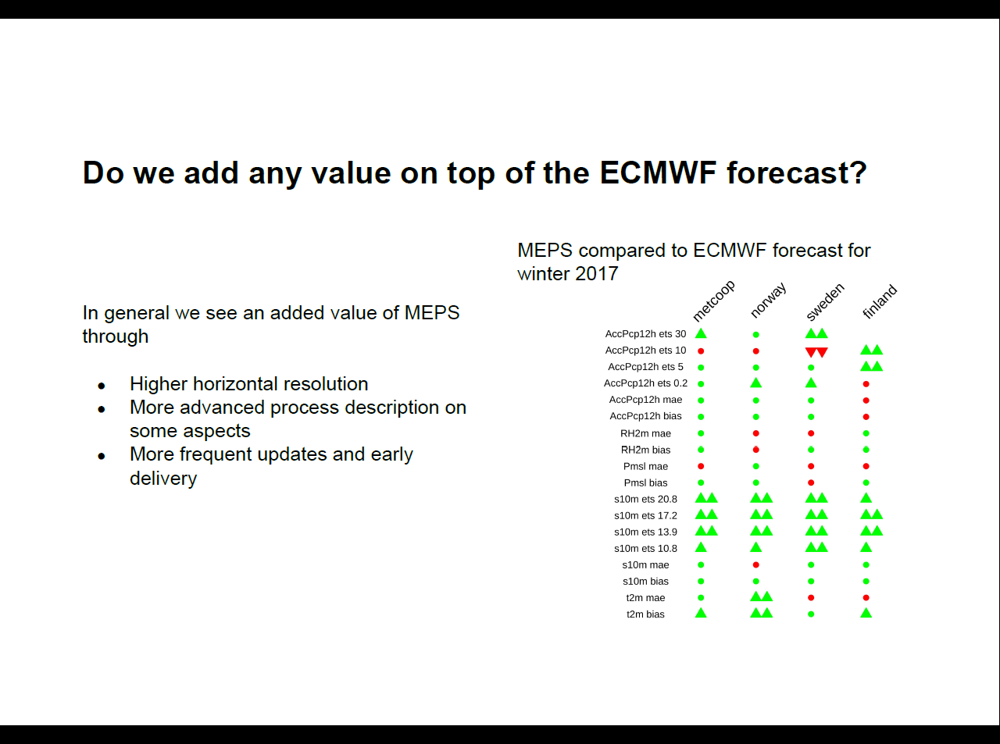 Do we add any value on top of the ECMWF forecast?
MEPS compared to ECMWF forecast for
winter 2017
In general we see an added value of MEPS
through
● Higher horizontal resolution
● More advanced process description on
some aspects
● More frequent updates and early
delivery
metcoop norway sweden finland
AccPcp12h ets 30
AccPcp12h ets 10
AccPcp12h ets 5
AccPcp12h ets 0.2
AccPcp12h mae
AccPcp12h bias
RH2m mae
RH2m bias
Pmsl mae
Pmsl bias
s10m ets 20.8
s10m ets 17.2
s10m ets 13.9
s10m ets 10.8
s10m mae
s10m bias
t2m mae
t2m bias